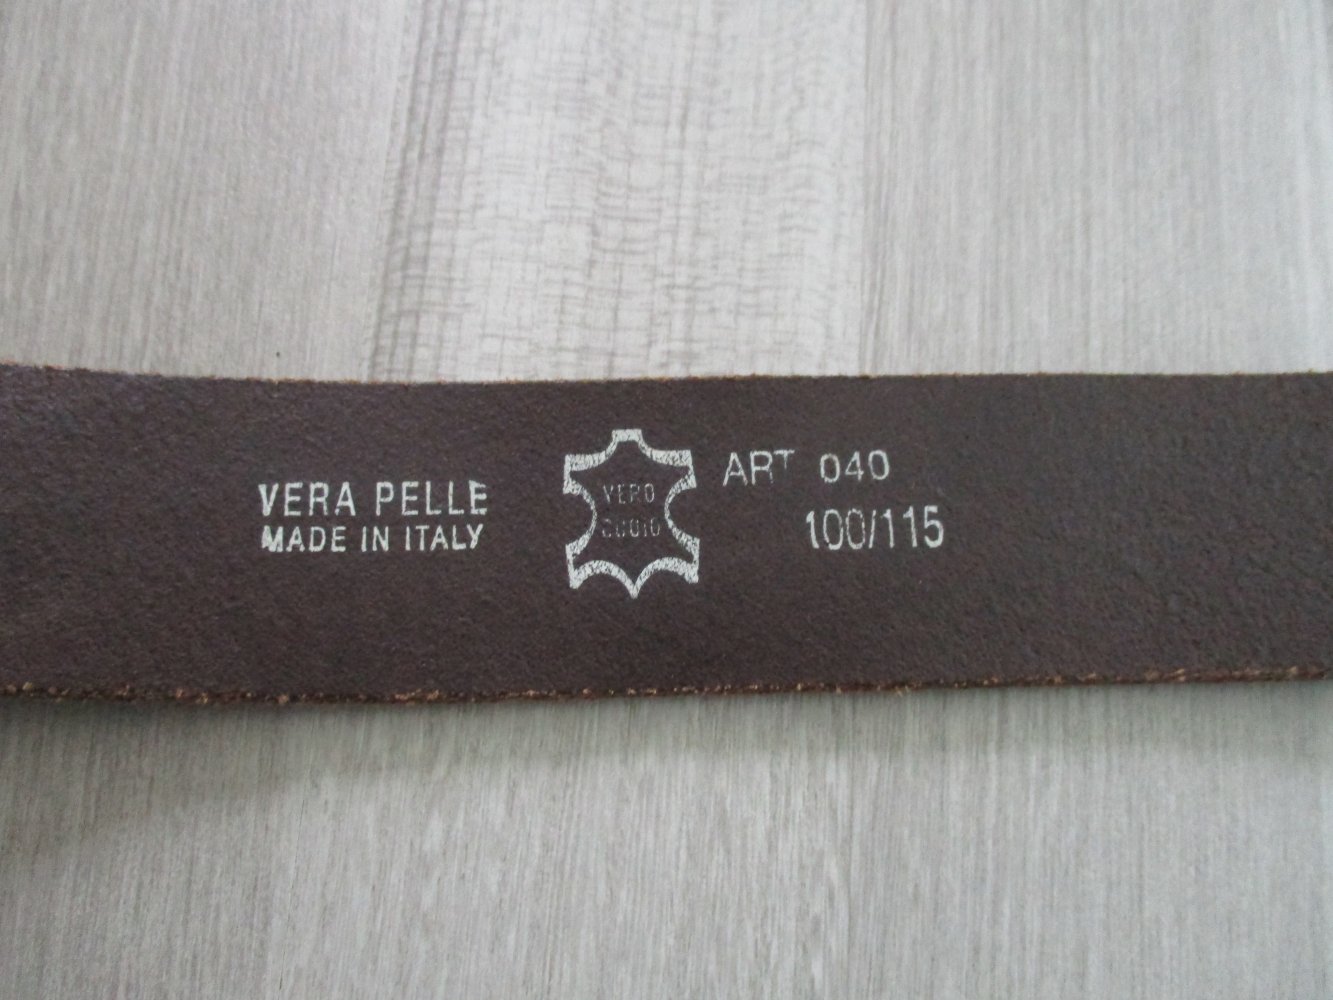 VERA PELLE
MADE IN ITALY
VERO
CUOIO
ART 040
100/115